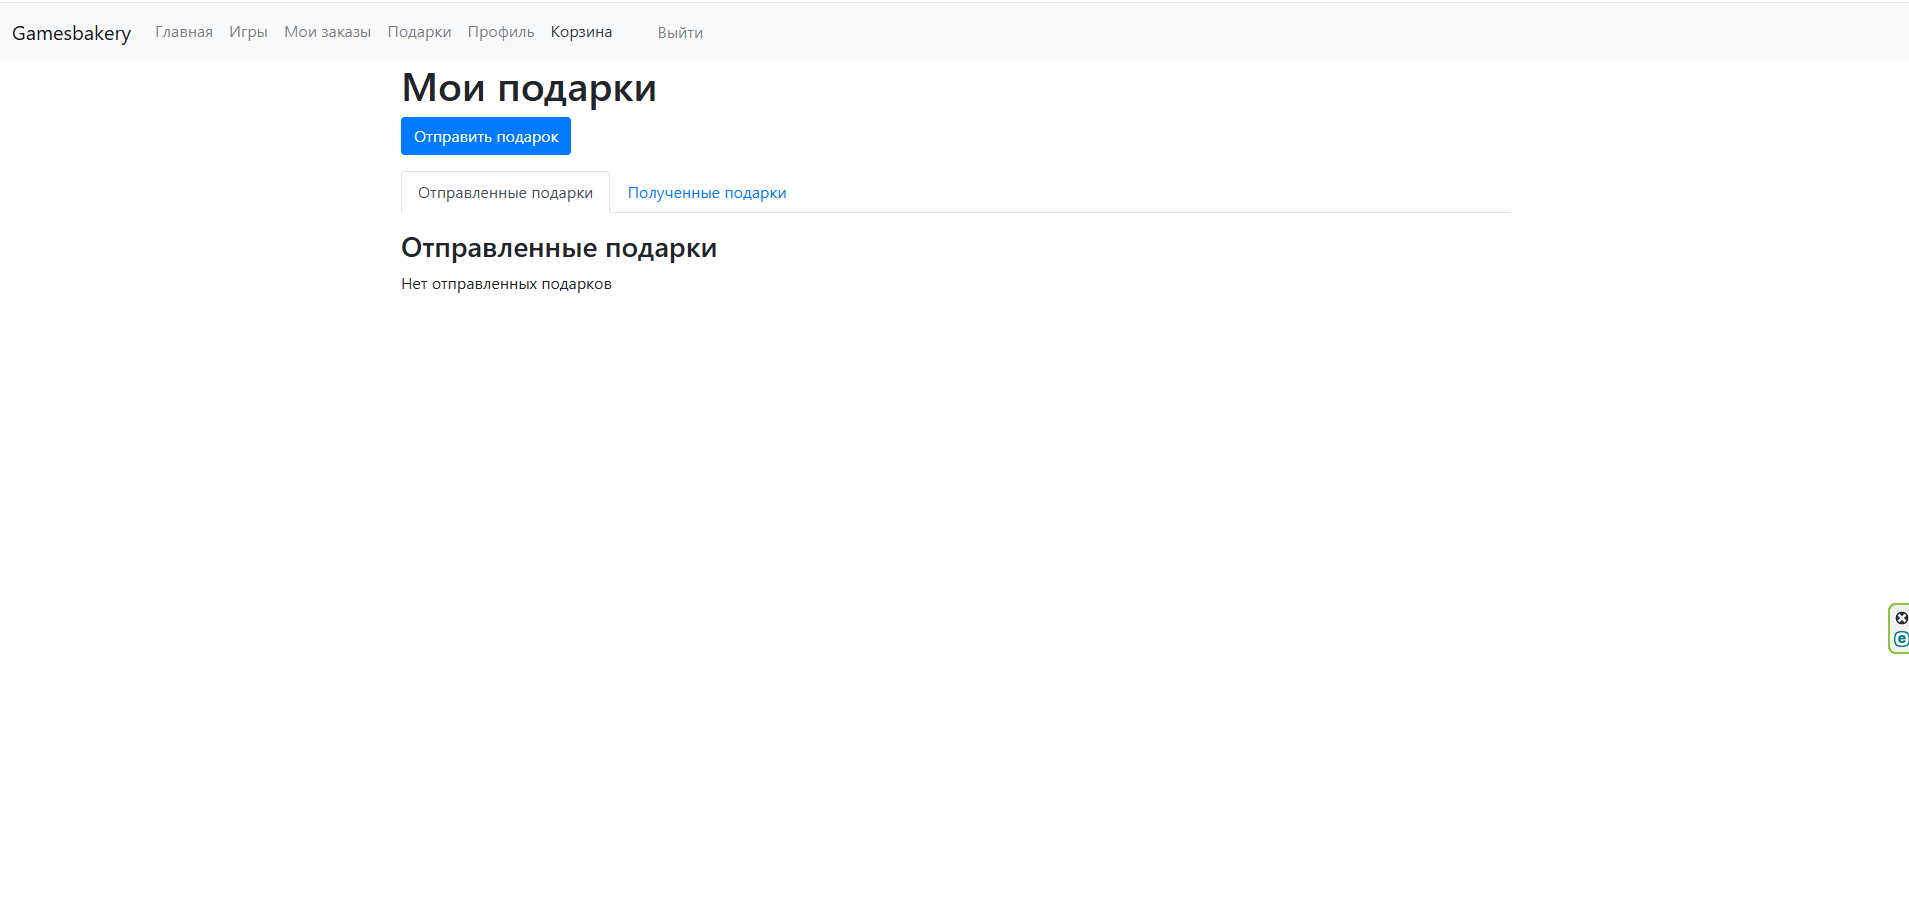 Gamesbakery Главная Игры Мои заказы Подарки Профиль Корзина Выйти
Мои подарки
Отправить подарок
Отправленные подарки Полученные подарки
Отправленные подарки
Нет отправленных подарков
e